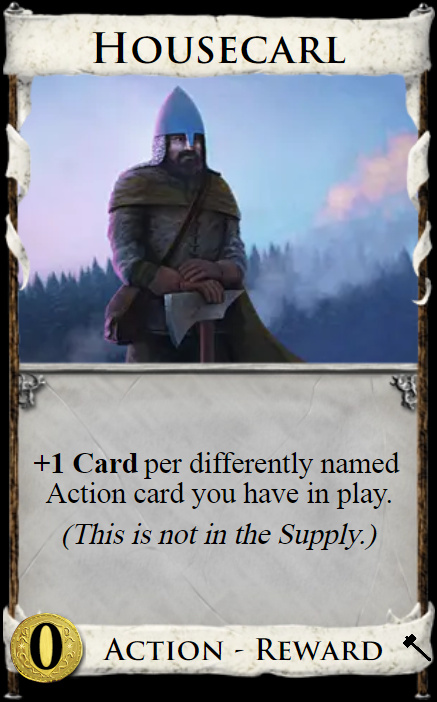 HOUSECARL
+1 Card per differently named
Action card you have in play.
(This is not in the Supply.)
0
ACTION - REWARD